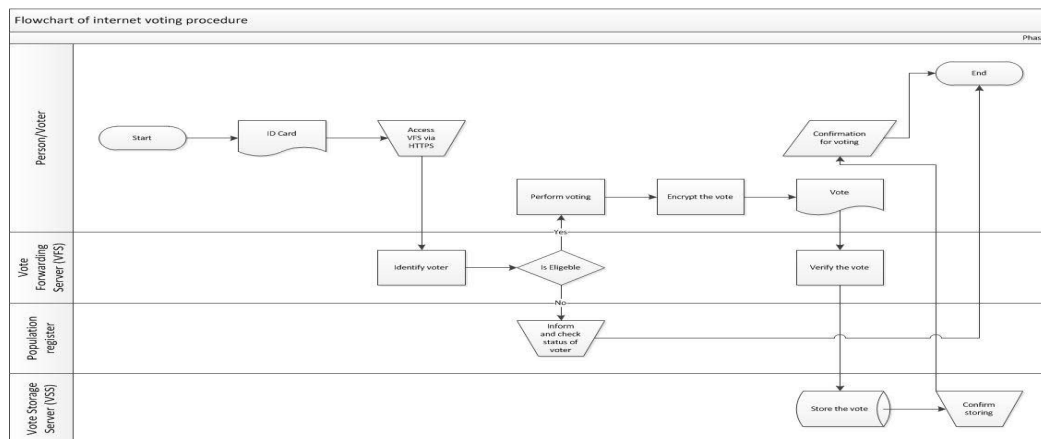 Flowchart of internet voting procedure
Phas
Person/Voter
Start
ID Card
Access
VFS via
HTTPS
Perform voting
Encrypt the vote
Vote
Confirmation
for voting
End
Yes
Vote
Forwarding
Server (VFS)
Identify voter
Is Eligeble
Verify the vote
No
Population
register
Inform
and check
status of
voter
Vote Storage
Server (VSS)
Store the vote
Confirm
storing